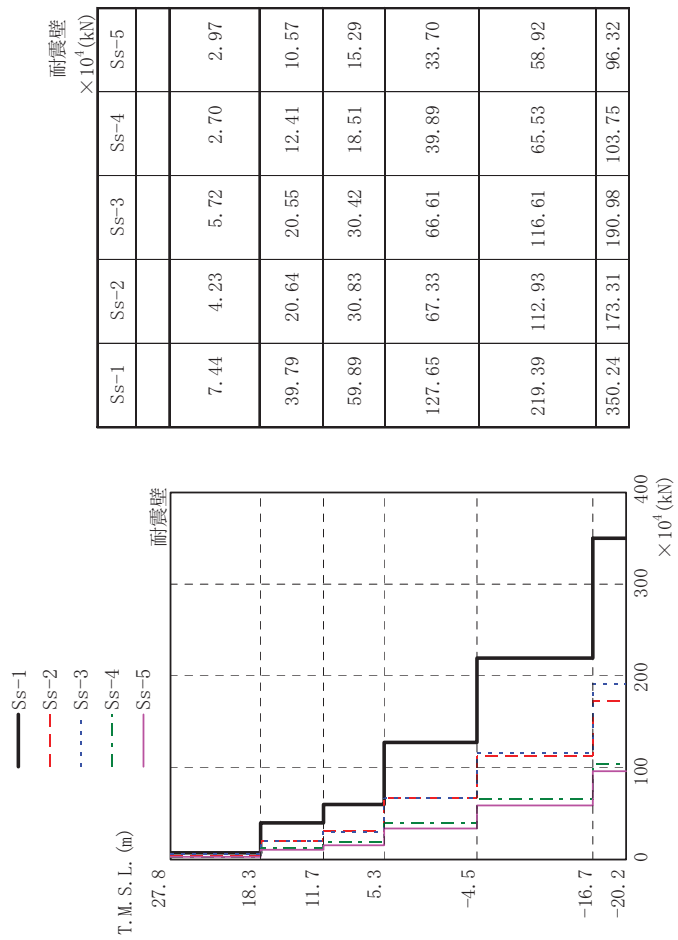 Ss-1
Ss-2
Ss-3
Ss-4
Ss-5
T.M.S.L.(m)
耐震壁
27.8
18.3
11.7
5.3
-4.5
-16.7
-20.2
0
100
200
300
400
×10⁴(kN)
耐震壁
×10⁴(kN)
Ss-1 Ss-2 Ss-3 Ss-4 Ss-5
7.44 4.23 5.72 2.70 2.97
39.79 20.64 20.55 12.41 10.57
59.89 30.83 30.42 18.51 15.29
127.65 67.33 66.61 39.89 33.70
219.39 112.93 116.61 65.53 58.92
350.24 173.31 190.98 103.75 96.32